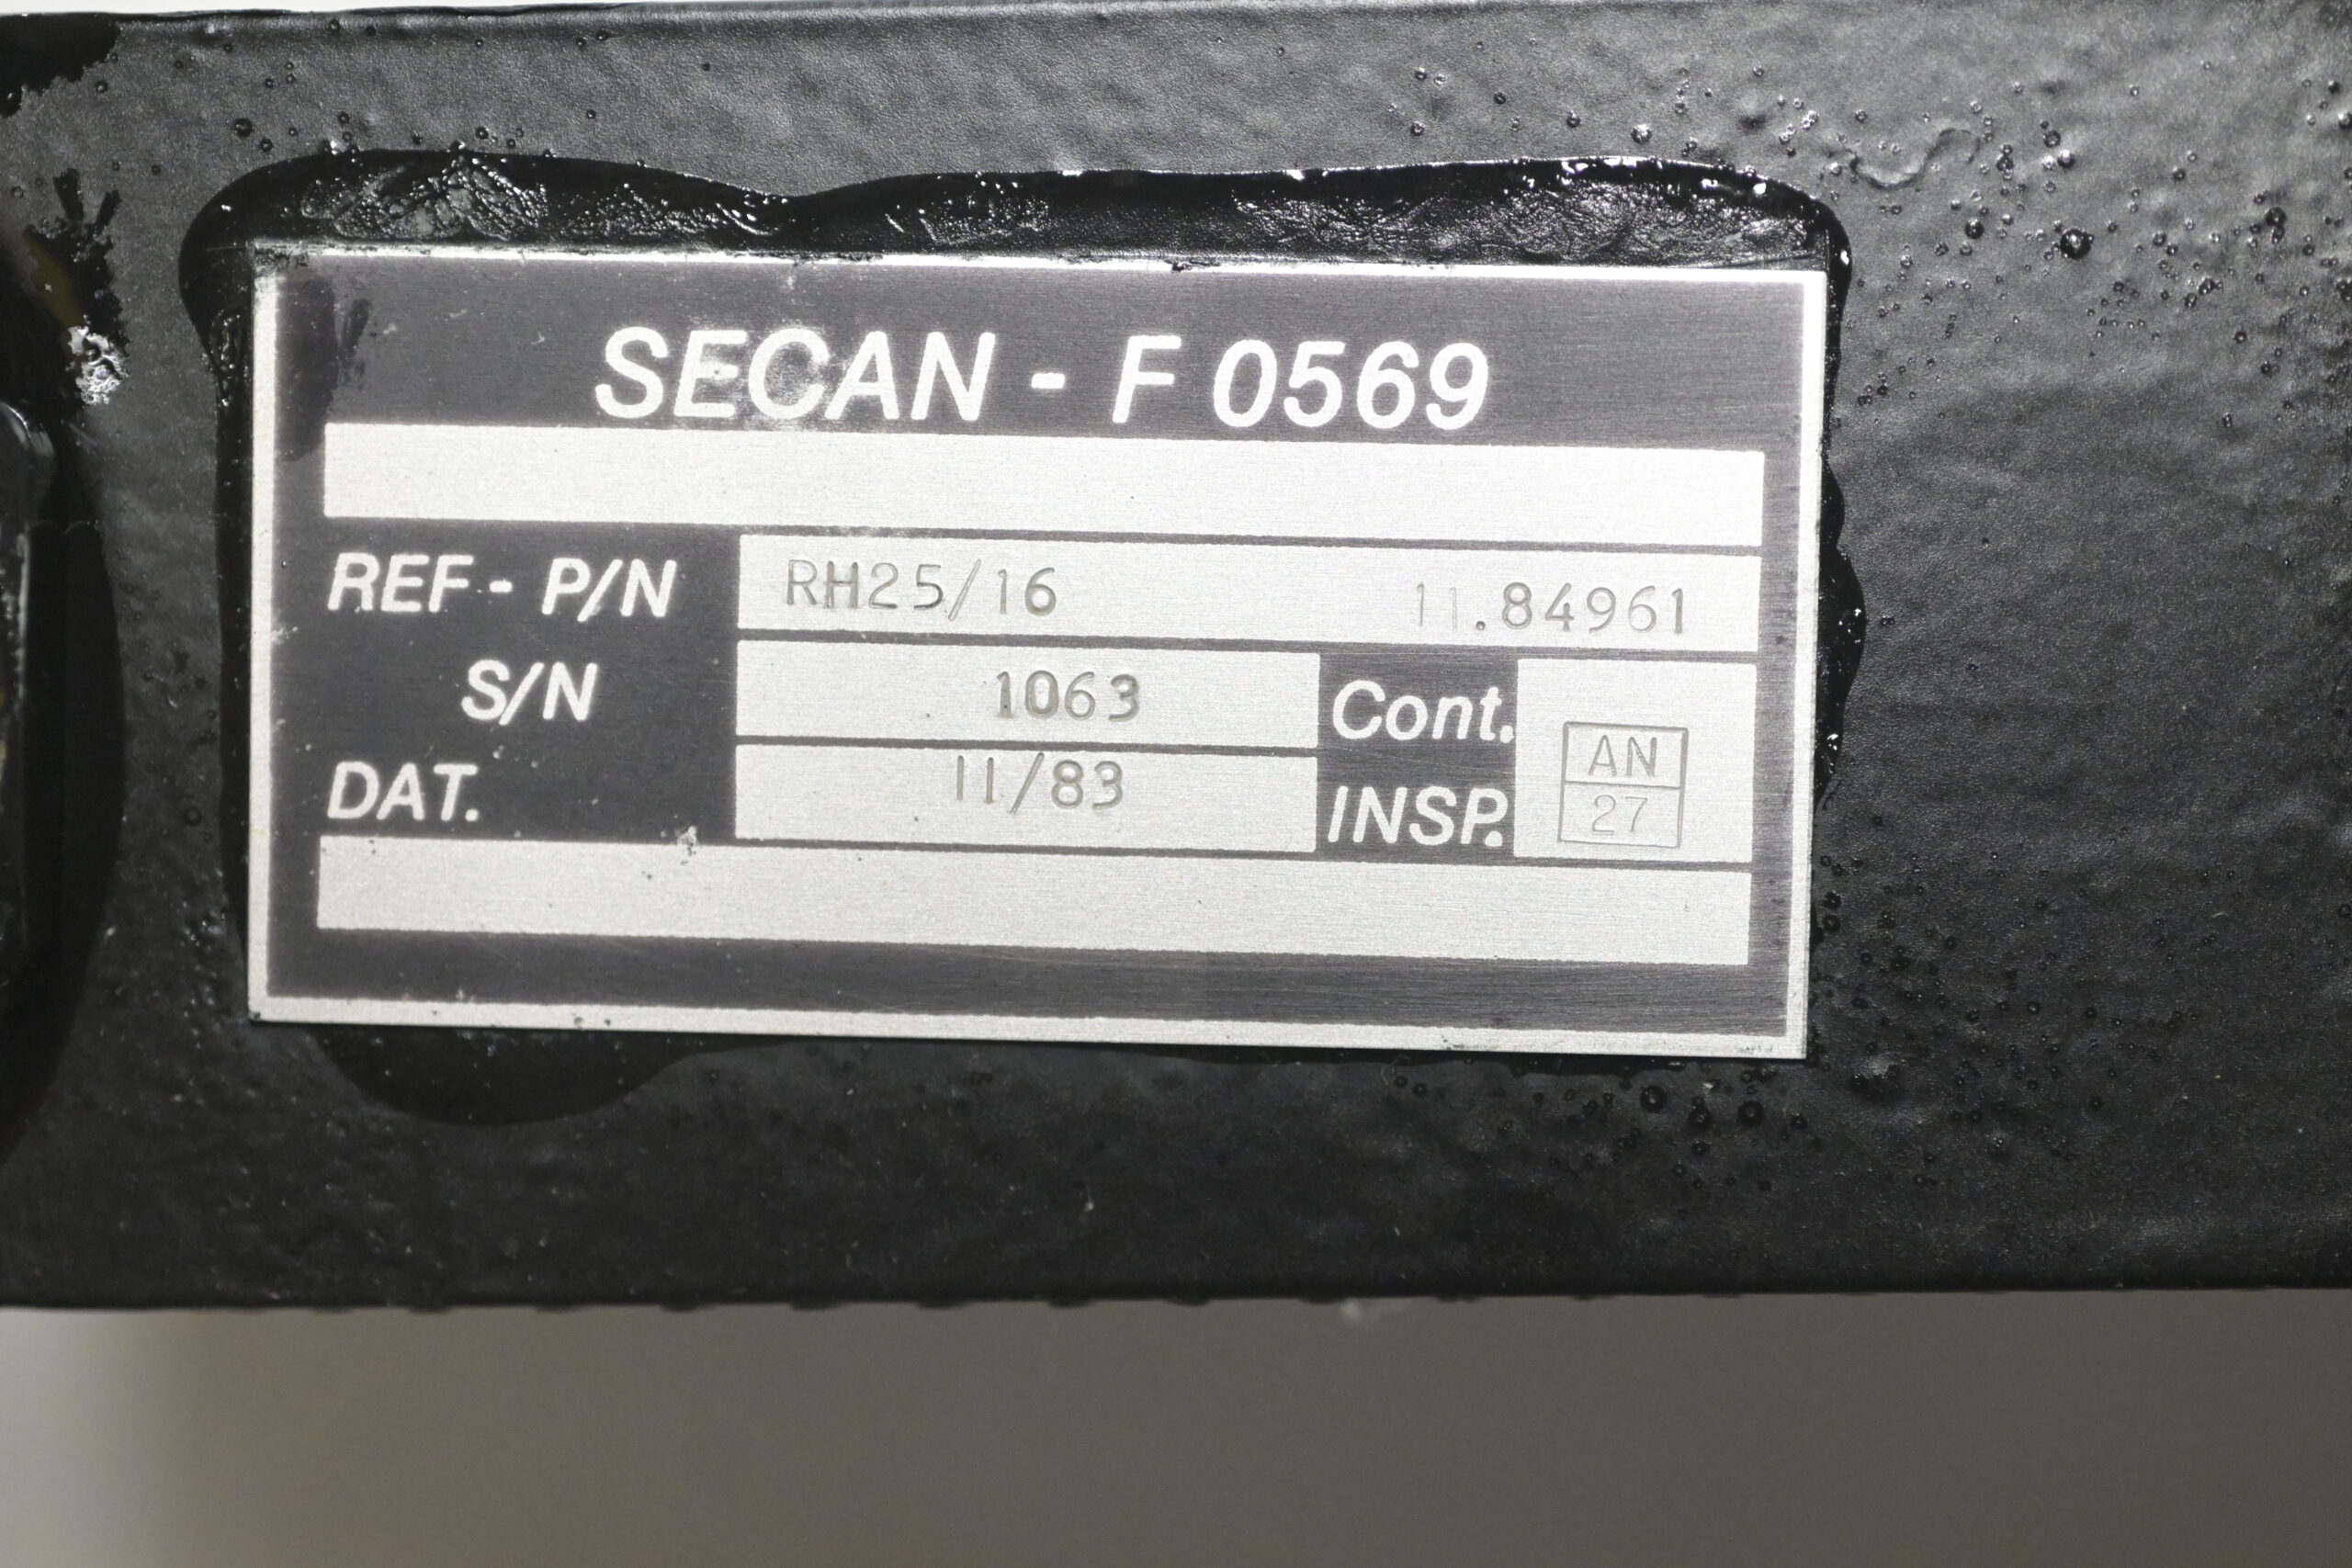 SECAN - F 0569
REF - P/N RH25/16 11.84961
S/N 1063 Cont.
DAT. 11/83 INSP.
AN
27